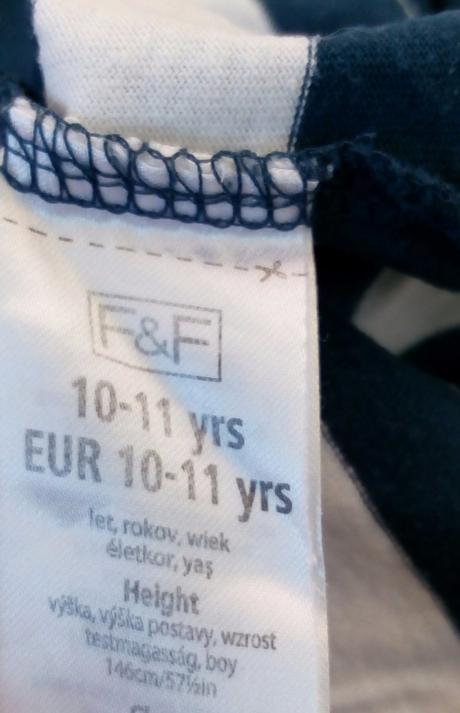 F&F
10-11 yrs
EUR 10-11 yrs
let, rokov, wiek
életkor, yaş
Height
výška, výška postavy, wzrost
testmagasság, boy
146cm/57½in